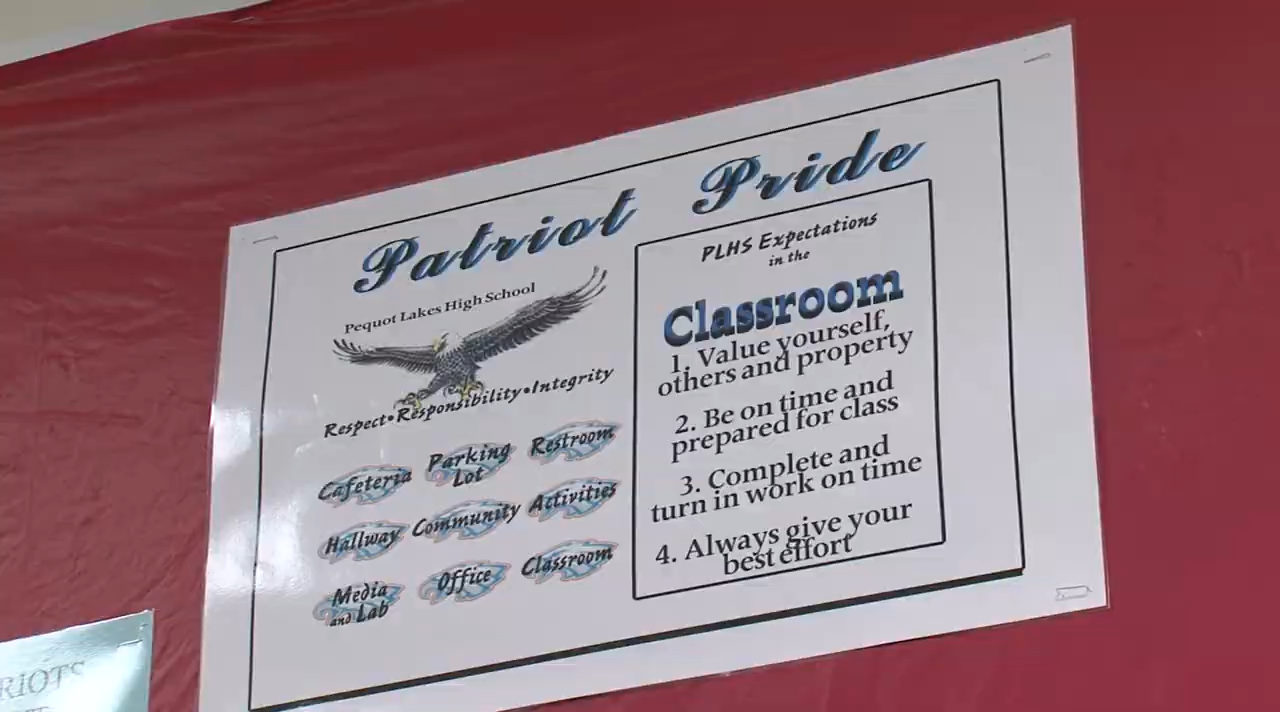 Patriot Pride
Pequot Lakes High School
Respect•Responsibility•Integrity
Cafeteria
Parking
Lot
Restroom
Hallway
Community
Activities
Media
and Lab
Office
Classroom
PLHS Expectations
in the
Classroom
1. Value yourself,
others and property
2. Be on time and
prepared for class
3. Complete and
turn in work on time
4. Always give your
best effort
RIOTS